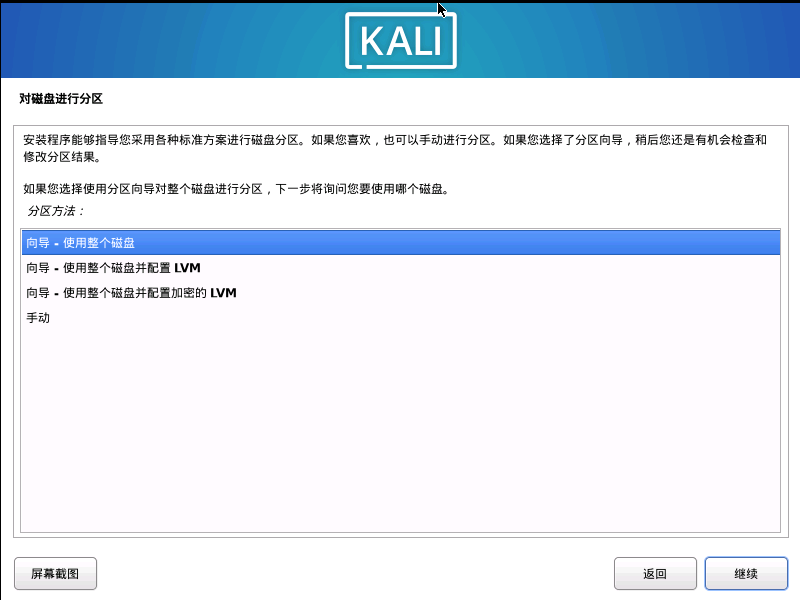 KALI
对磁盘进行分区
安装程序能够指导您采用各种标准方案进行磁盘分区。如果您喜欢，也可以手动进行分区。如果您选择了分区向导，稍后您还是有机会检查和
修改分区结果。
如果您选择使用分区向导对整个磁盘进行分区，下一步将询问您要使用哪个磁盘。
分区方法：
向导 - 使用整个磁盘
向导 - 使用整个磁盘并配置 LVM
向导 - 使用整个磁盘并配置加密的 LVM
手动
屏幕截图
返回
继续